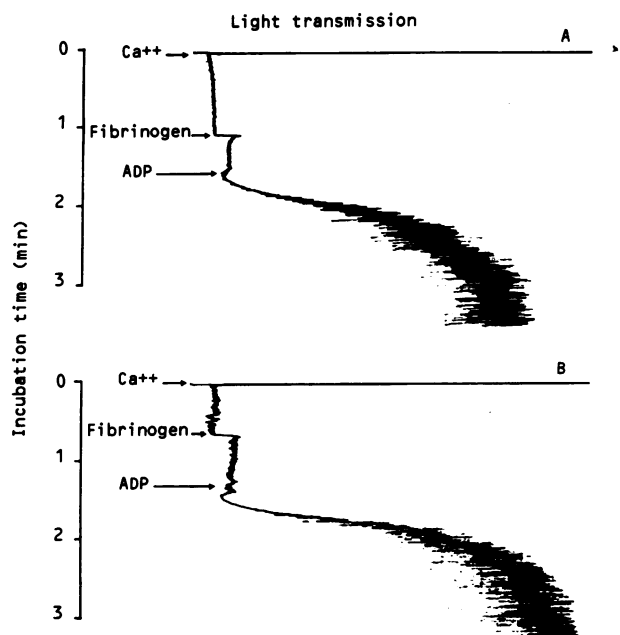 Light transmission
A
0
Ca++
1
Fibrinogen
ADP
2
3
Incubation time (min)
B
0
Ca++
Fibrinogen
1
ADP
2
3